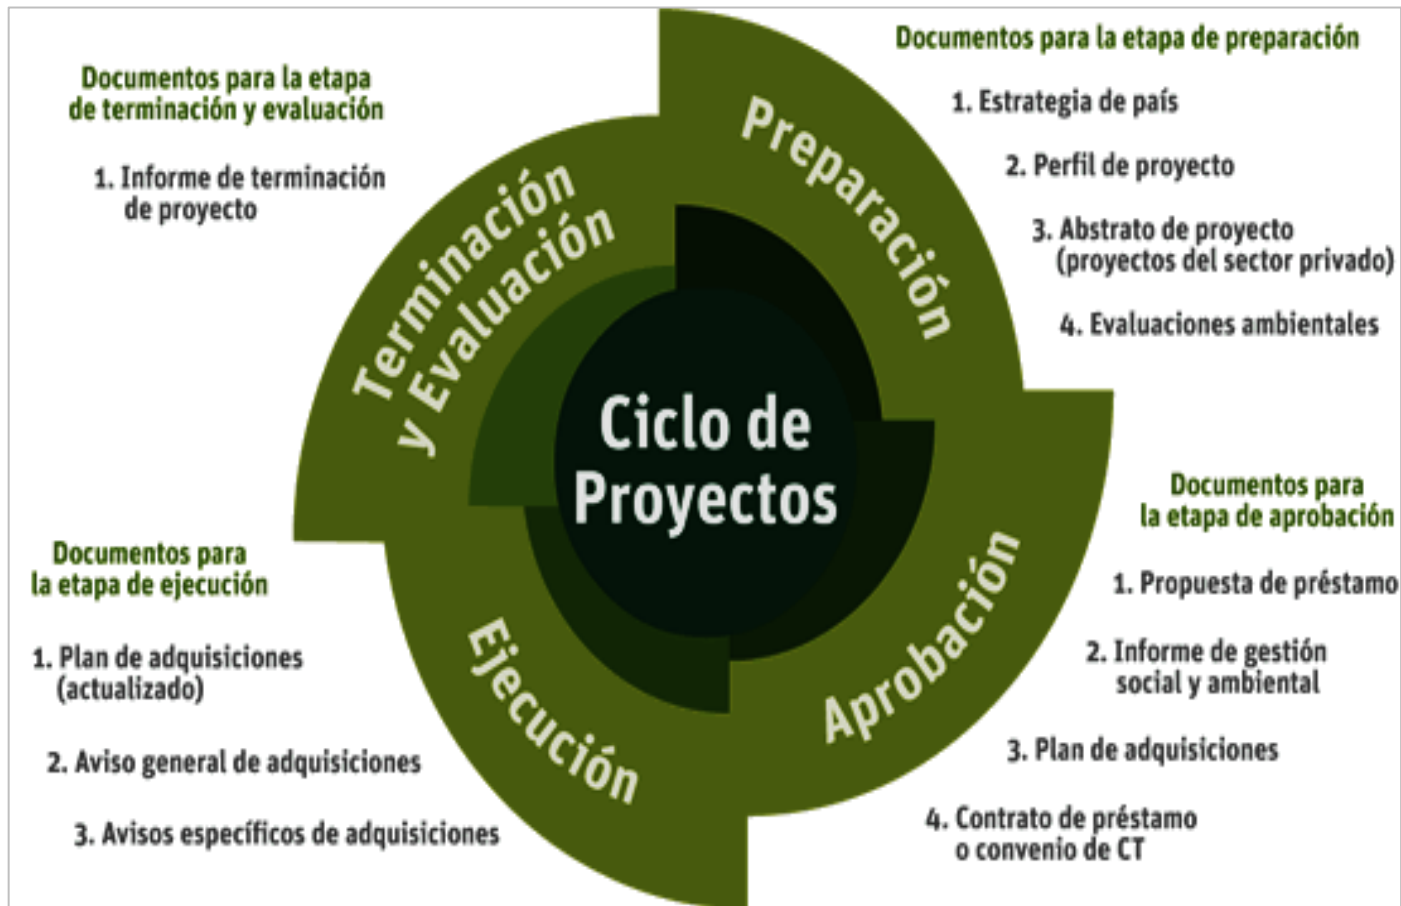 Documentos para la etapa de preparación
1. Estrategia de país
2. Perfil de proyecto
3. Abstrato de proyecto
(proyectos del sector privado)
4. Evaluaciones ambientales
Documentos para
la etapa de aprobación
1. Propuesta de préstamo
2. Informe de gestión
social y ambiental
3. Plan de adquisiciones
4. Contrato de préstamo
o convenio de CT
Documentos para
la etapa de ejecución
1. Plan de adquisiciones
(actualizado)
2. Aviso general de adquisiciones
3. Avisos específicos de adquisiciones
Documentos para la etapa
de terminación y evaluación
1. Informe de terminación
de proyecto
Ciclo de
Proyectos
Preparación
Aprobación
Ejecución
Terminación
y Evaluación